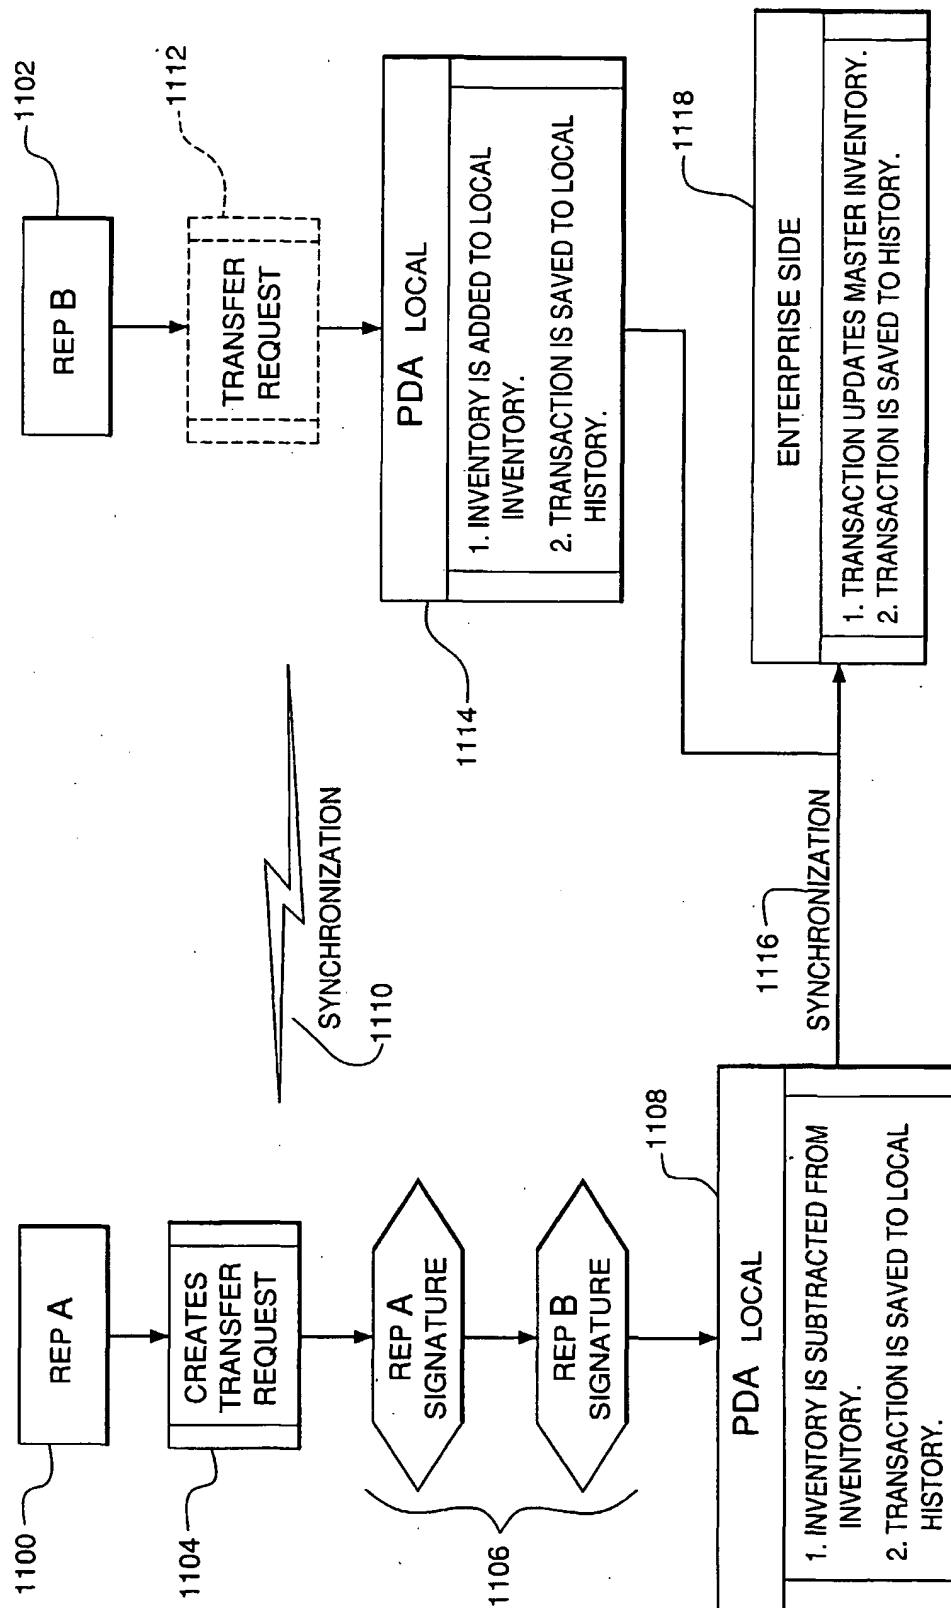 1100
REP A
1104
CREATES
TRANSFER
REQUEST
1106
REP A
SIGNATURE
REP B
SIGNATURE
1108
PDA LOCAL
1. INVENTORY IS SUBTRACTED FROM
INVENTORY.
2. TRANSACTION IS SAVED TO LOCAL
HISTORY.
SYNCHRONIZATION
1110
1102
REP B
1112
TRANSFER
REQUEST
1114
PDA LOCAL
1. INVENTORY IS ADDED TO LOCAL
INVENTORY.
2. TRANSACTION IS SAVED TO LOCAL
HISTORY.
1116
SYNCHRONIZATION
1118
ENTERPRISE SIDE
1. TRANSACTION UPDATES MASTER INVENTORY.
2. TRANSACTION IS SAVED TO HISTORY.